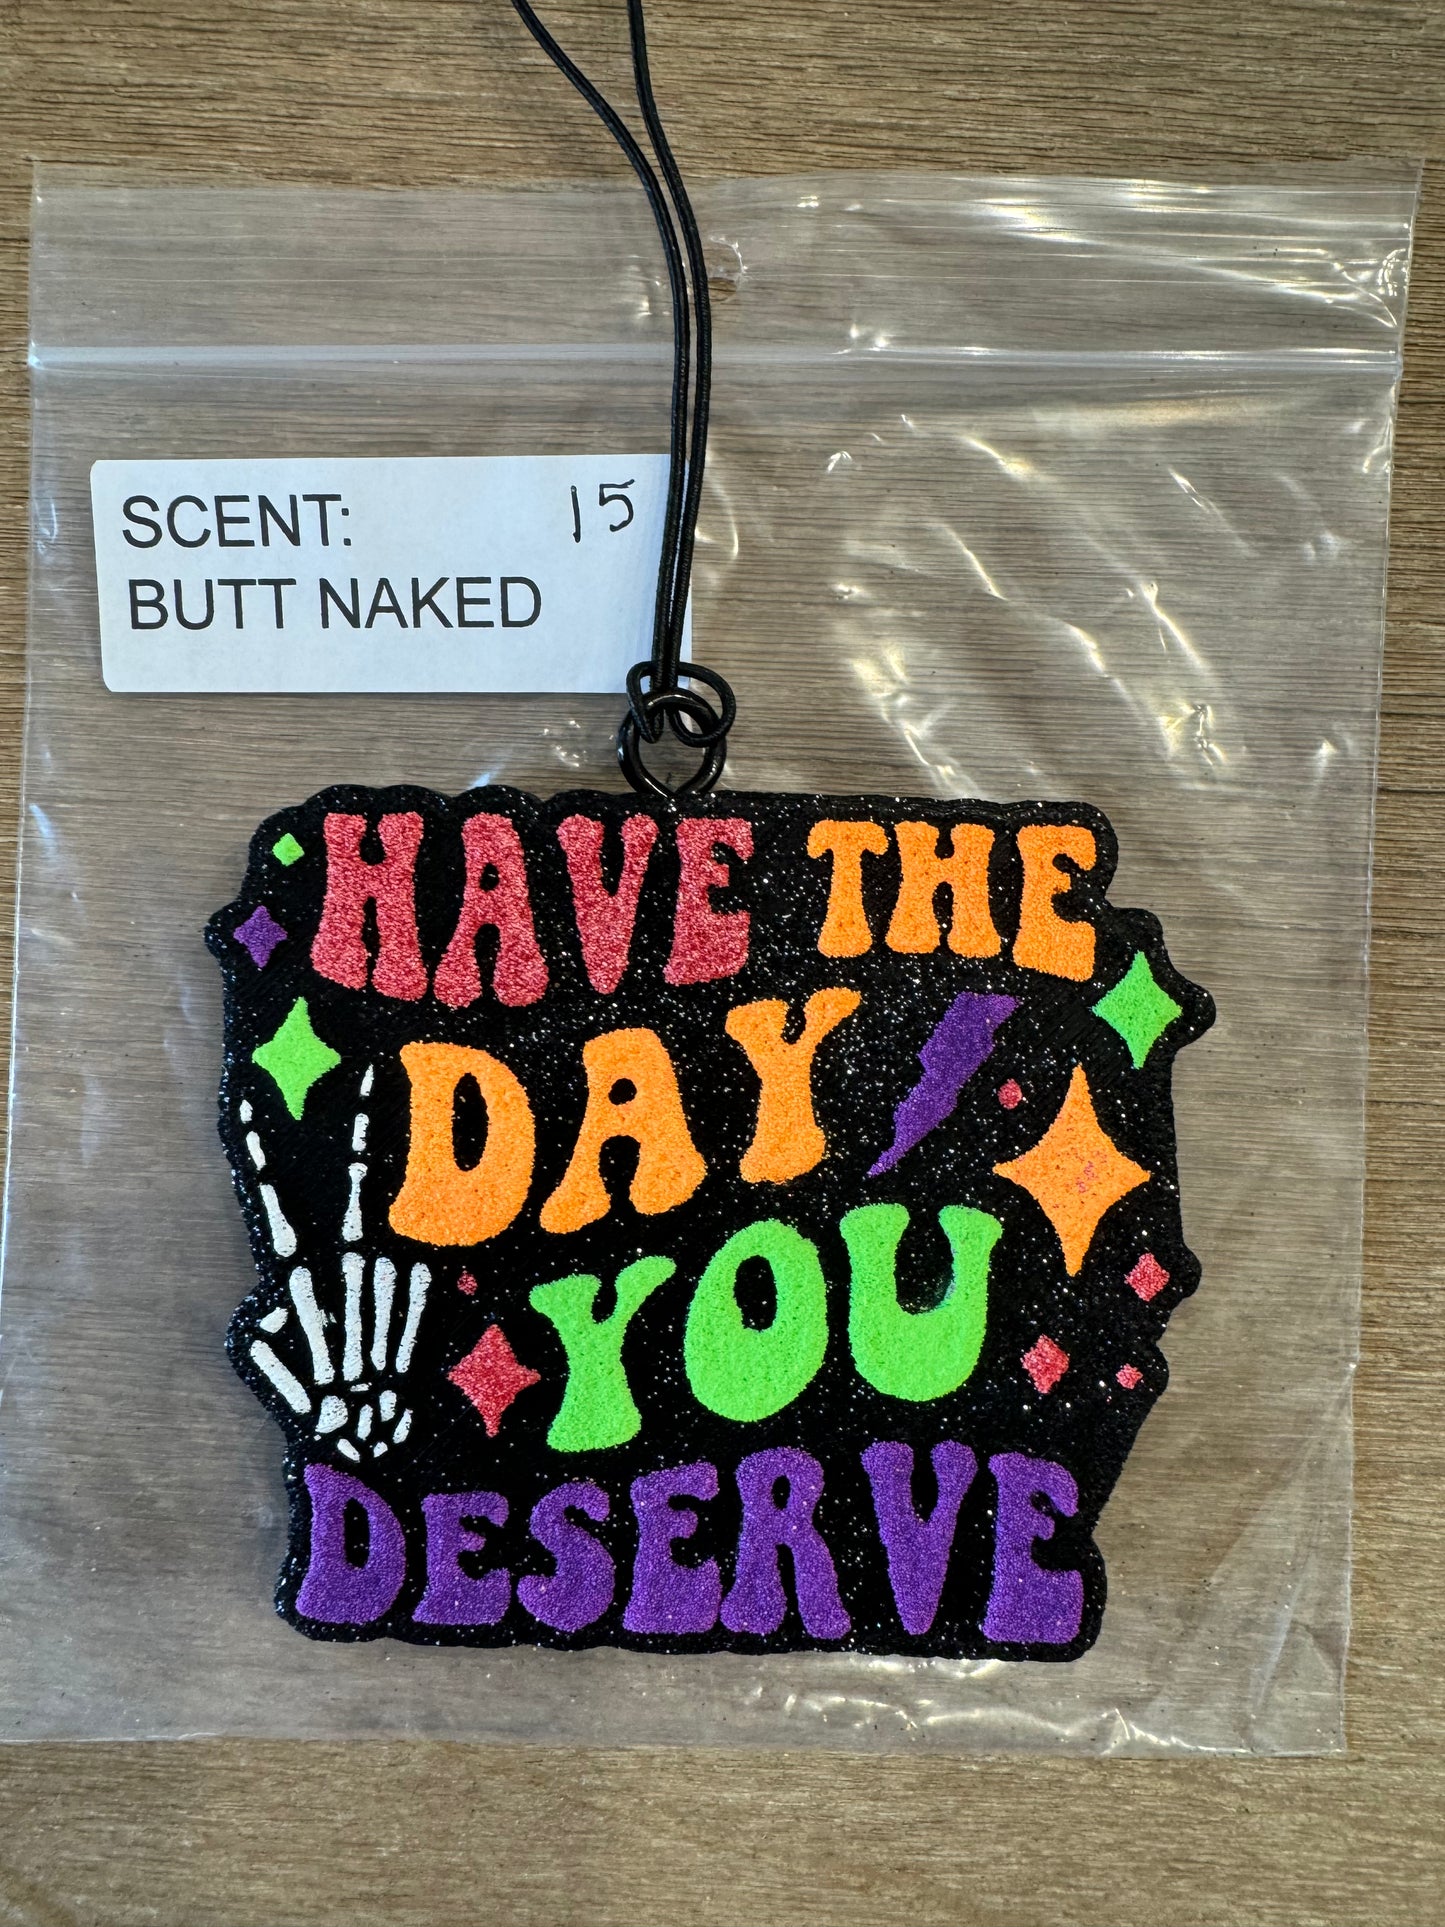 SCENT: 15
BUTT NAKED
HAVE THE
DAY
YOU
DESERVE